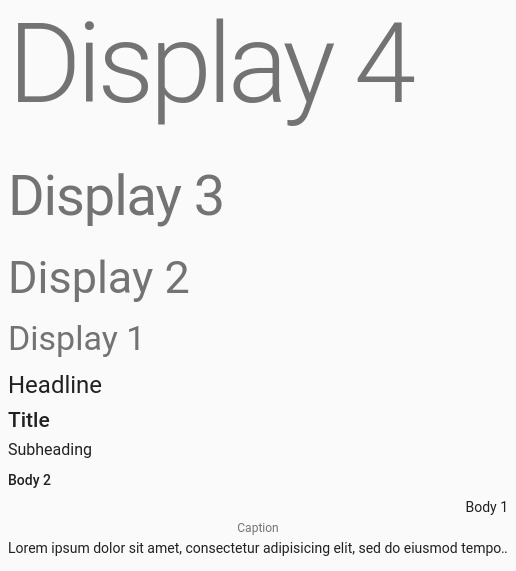 Display 4
Display 3
Display 2
Display 1
Headline
Title
Subheading
Body 2
Body 1
Caption
Lorem ipsum dolor sit amet, consectetur adipisicing elit, sed do eiusmod tempo..